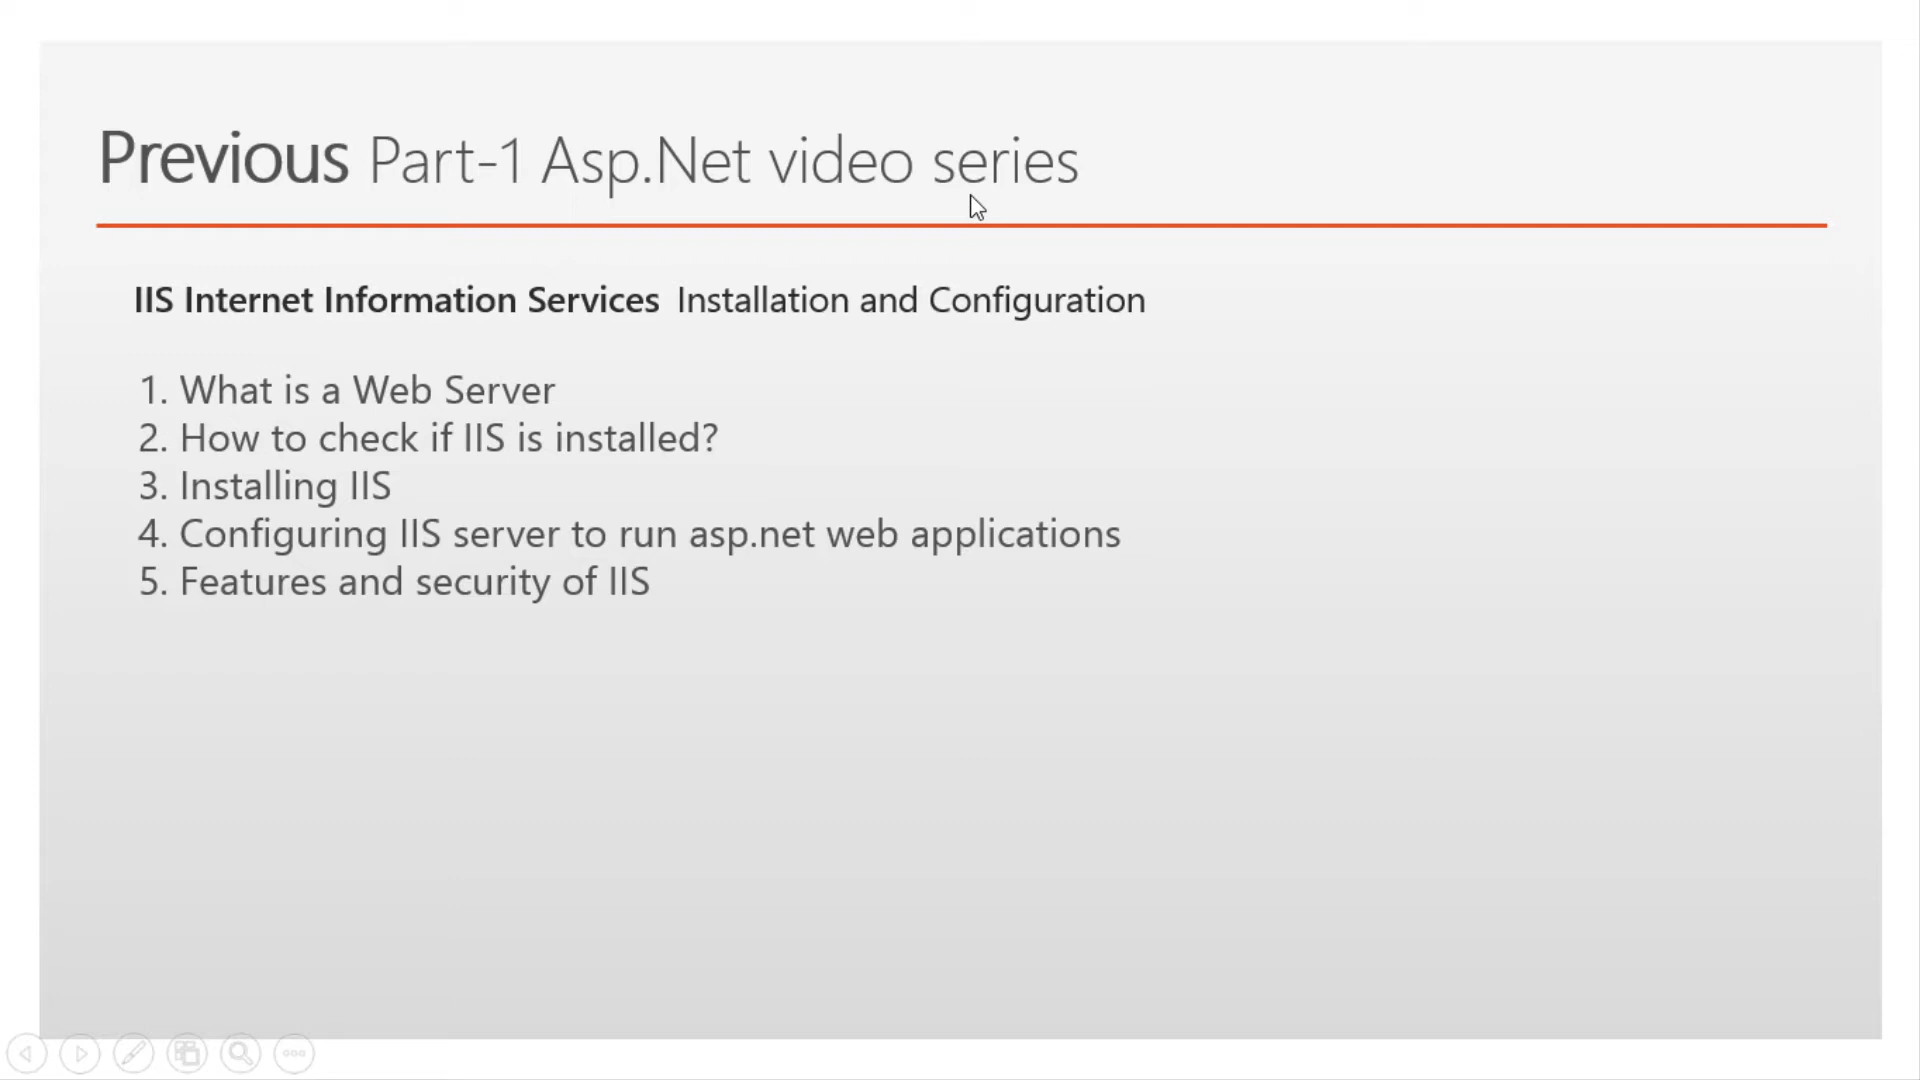 Previous Part-1 Asp.Net video series
IIS Internet Information Services Installation and Configuration
1. What is a Web Server
2. How to check if IIS is installed?
3. Installing IIS
4. Configuring IIS server to run asp.net web applications
5. Features and security of IIS